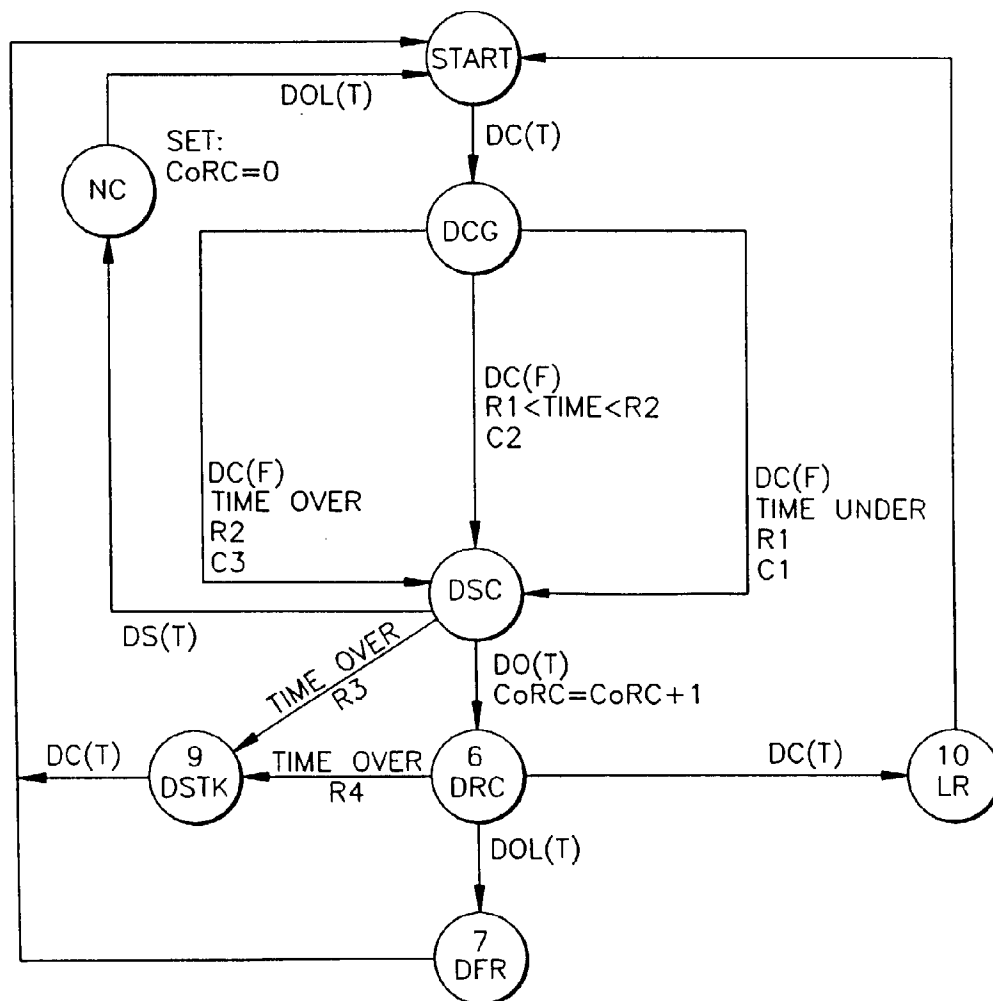 START
DOL(T)
DC(T)
SET:
CoRC=0
NC
DCG
DC(F)
R1<TIME<R2
C2
DC(F)
TIME OVER
R2
C3
DC(F)
TIME UNDER
R1
C1
DSC
DS(T)
TIME OVER
R3
DO(T)
CoRC=CoRC+1
DC(T)
9
DSTK
TIME OVER
R4
6
DRC
DC(T)
10
LR
DOL(T)
7
DFR